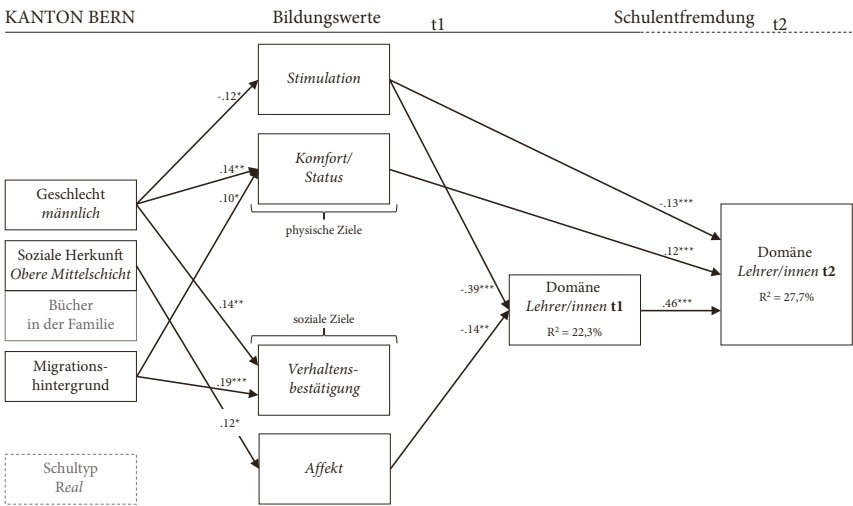 KANTON BERN
Bildungswerte
t1
Schulentfremdung
t2
Stimulation
-.12*
Komfort/
Status
.14**
.10*
physische Ziele
Geschlecht
männlich
Soziale Herkunft
Obere Mittelschicht
Bücher
in der Familie
Migrations-
hintergrund
Schultyp
Real
.14**
soziale Ziele
Verhaltens-
bestätigung
.19***
.12*
Affekt
-.39***
-.14**
Domäne
Lehrer/innen t1
R² = 22,3%
-.13***
.12***
.46***
Domäne
Lehrer/innen t2
R² = 27,7%